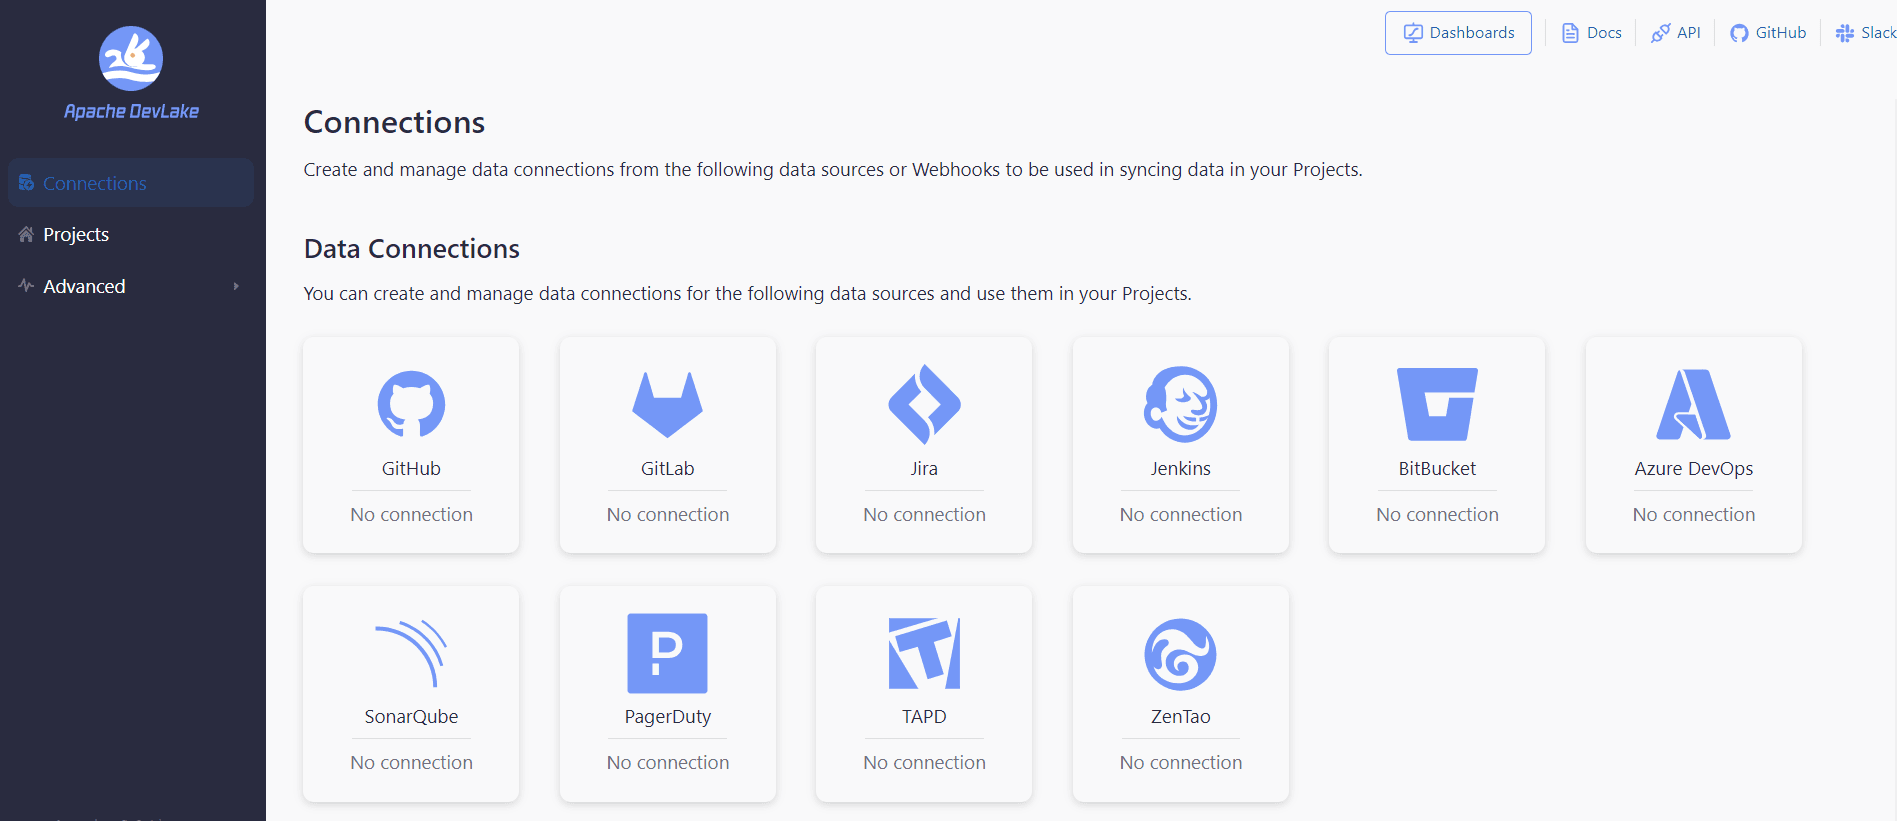 Apache DevLake
Connections
Projects
Advanced
Dashboards
Docs
API
GitHub
Slack
Connections
Create and manage data connections from the following data sources or Webhooks to be used in syncing data in your Projects.
Data Connections
You can create and manage data connections for the following data sources and use them in your Projects.
GitHub
No connection
GitLab
No connection
Jira
No connection
Jenkins
No connection
BitBucket
No connection
Azure DevOps
No connection
SonarQube
No connection
P
PagerDuty
No connection
T
TAPD
No connection
ZenTao
No connection